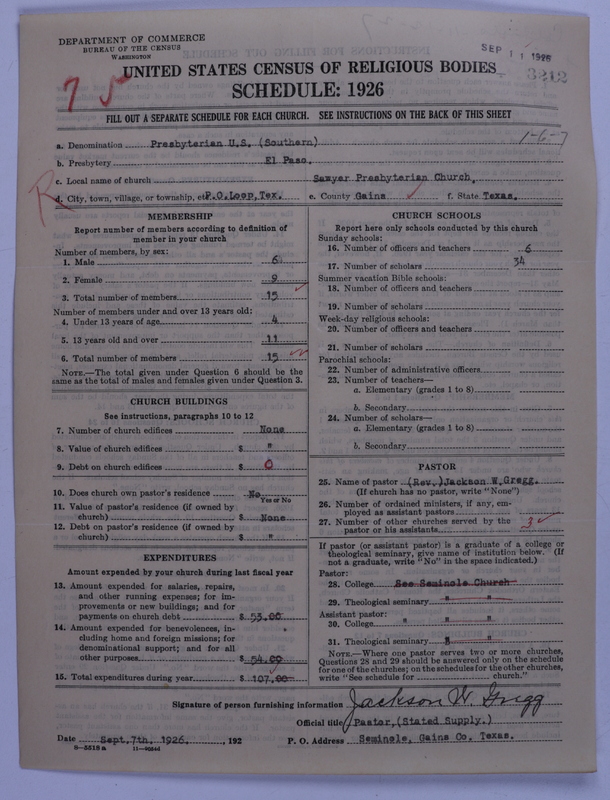 DEPARTMENT OF COMMERCE
BUREAU OF THE CENSUS
WASHINGTON
SEP 11 1926
3212
7
UNITED STATES CENSUS OF RELIGIOUS BODIES
SCHEDULE: 1926
FILL OUT A SEPARATE SCHEDULE FOR EACH CHURCH. SEE INSTRUCTIONS ON THE BACK OF THIS SHEET
1-6-7
a. Denomination Presbyterian U.S. (Southern)
b. Presbytery El Paso.
c. Local name of church Sawyer Presbyterian Church,
R
d. City, town, village, or township, etc. P.O.Loop,Tex. e. County Gains f. State Texas.
MEMBERSHIP
Report number of members according to definition of
member in your church
Number of members, by sex:
1. Male 6
2. Female 9
3. Total number of members 15
Number of members under and over 13 years old:
4. Under 13 years of age 4
5. 13 years old and over 11
6. Total number of members 15
NOTE.—The total given under Question 6 should be
same as the total of males and females given under Question 3.
CHURCH BUILDINGS
See instructions, paragraphs 10 to 12
7. Number of church edifices None
8. Value of church edifices $ "
9. Debt on church edifices $ 0
10. Does church own pastor's residence No
Yes or No
11. Value of pastor's residence (if owned by
church) $ None
12. Debt on pastor's residence (if owned by
church) $ "
EXPENDITURES
Amount expended by your church during last fiscal year
13. Amount expended for salaries, repairs,
and other running expenses; for im-
provements or new buildings; and for
payments on church debt $ 53.00
14. Amount expended for benevolences, in-
cluding home and foreign missions; for
denominational support; and for all
other purposes $ 54.00
15. Total expenditures during year $ 107.00
CHURCH SCHOOLS
Report here only schools conducted by this church
Sunday schools:
16. Number of officers and teachers 6
17. Number of scholars 34
Summer vacation Bible schools:
18. Number of officers and teachers
19. Number of scholars
Week-day religious schools:
20. Number of officers and teachers
21. Number of scholars
Parochial schools:
22. Number of administrative officers
23. Number of teachers—
a. Elementary (grades 1 to 8)
b. Secondary
24. Number of scholars—
a. Elementary (grades 1 to 8)
b. Secondary
PASTOR
25. Name of pastor (Rev.)Jackson W.Gregg.
(If church has no pastor, write "None")
26. Number of ordained ministers, if any, em-
ployed as assistant pastors
27. Number of other churches served by the
pastor or his assistants 3
If pastor (or assistant pastor) is a graduate of a college or
theological seminary, give name of institution below. (If
not a graduate, write "No" in the space indicated.)
Pastor:
28. College See Seminole Church
29. Theological seminary " "
Assistant pastor:
30. College " "
31. Theological seminary " "
NOTE.—Where one pastor serves two or more churches,
Questions 28 and 29 should be answered only on the schedule
for one of the churches; on the schedules for the other churches,
write "See schedule for church."
Signature of person furnishing information Jackson W. Gregg
Official title Pastor,(Stated Supply.)
Date Sept.7th. 1926. , 192 P. O. Address Seminole, Gains Co. Texas.
S-5518 a